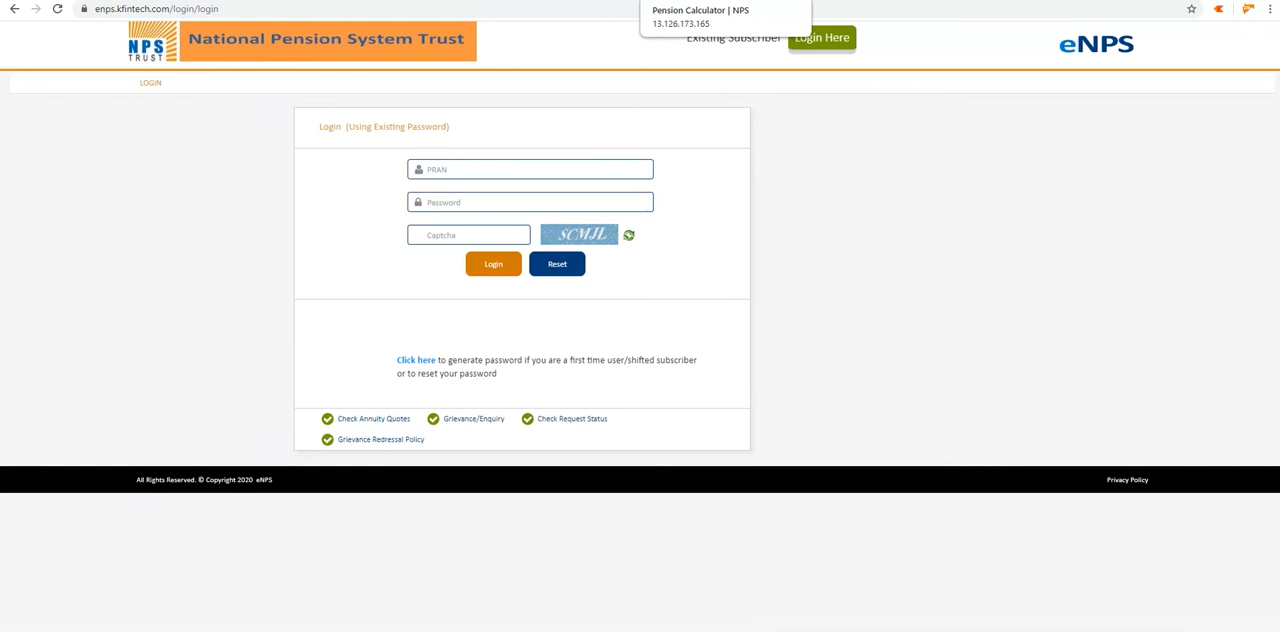 enps.kfintech.com/login/login
Pension Calculator | NPS
13.126.173.165
NPS
TRUST
National Pension System Trust
Existing Subscriber
Login Here
eNPS
LOGIN
Login (Using Existing Password)
PRAN
Password
Captcha
SCMJL
Login
Reset
Click here to generate password if you are a first time user/shifted subscriber
or to reset your password
Check Annuity Quotes
Grievance/Enquiry
Check Request Status
Grievance Redressal Policy
All Rights Reserved. © Copyright 2020 eNPS
Privacy Policy